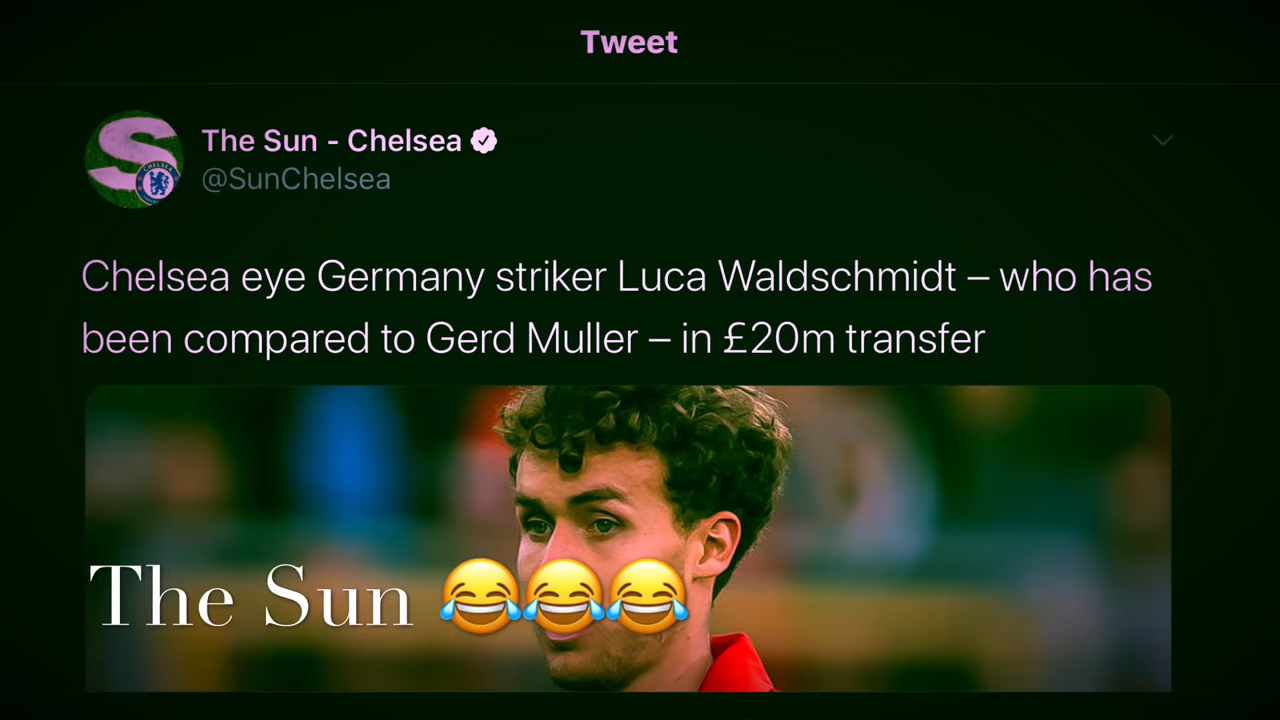 Tweet
The Sun - Chelsea
@SunChelsea
Chelsea eye Germany striker Luca Waldschmidt – who has
been compared to Gerd Muller – in £20m transfer
The Sun 😂😂😂